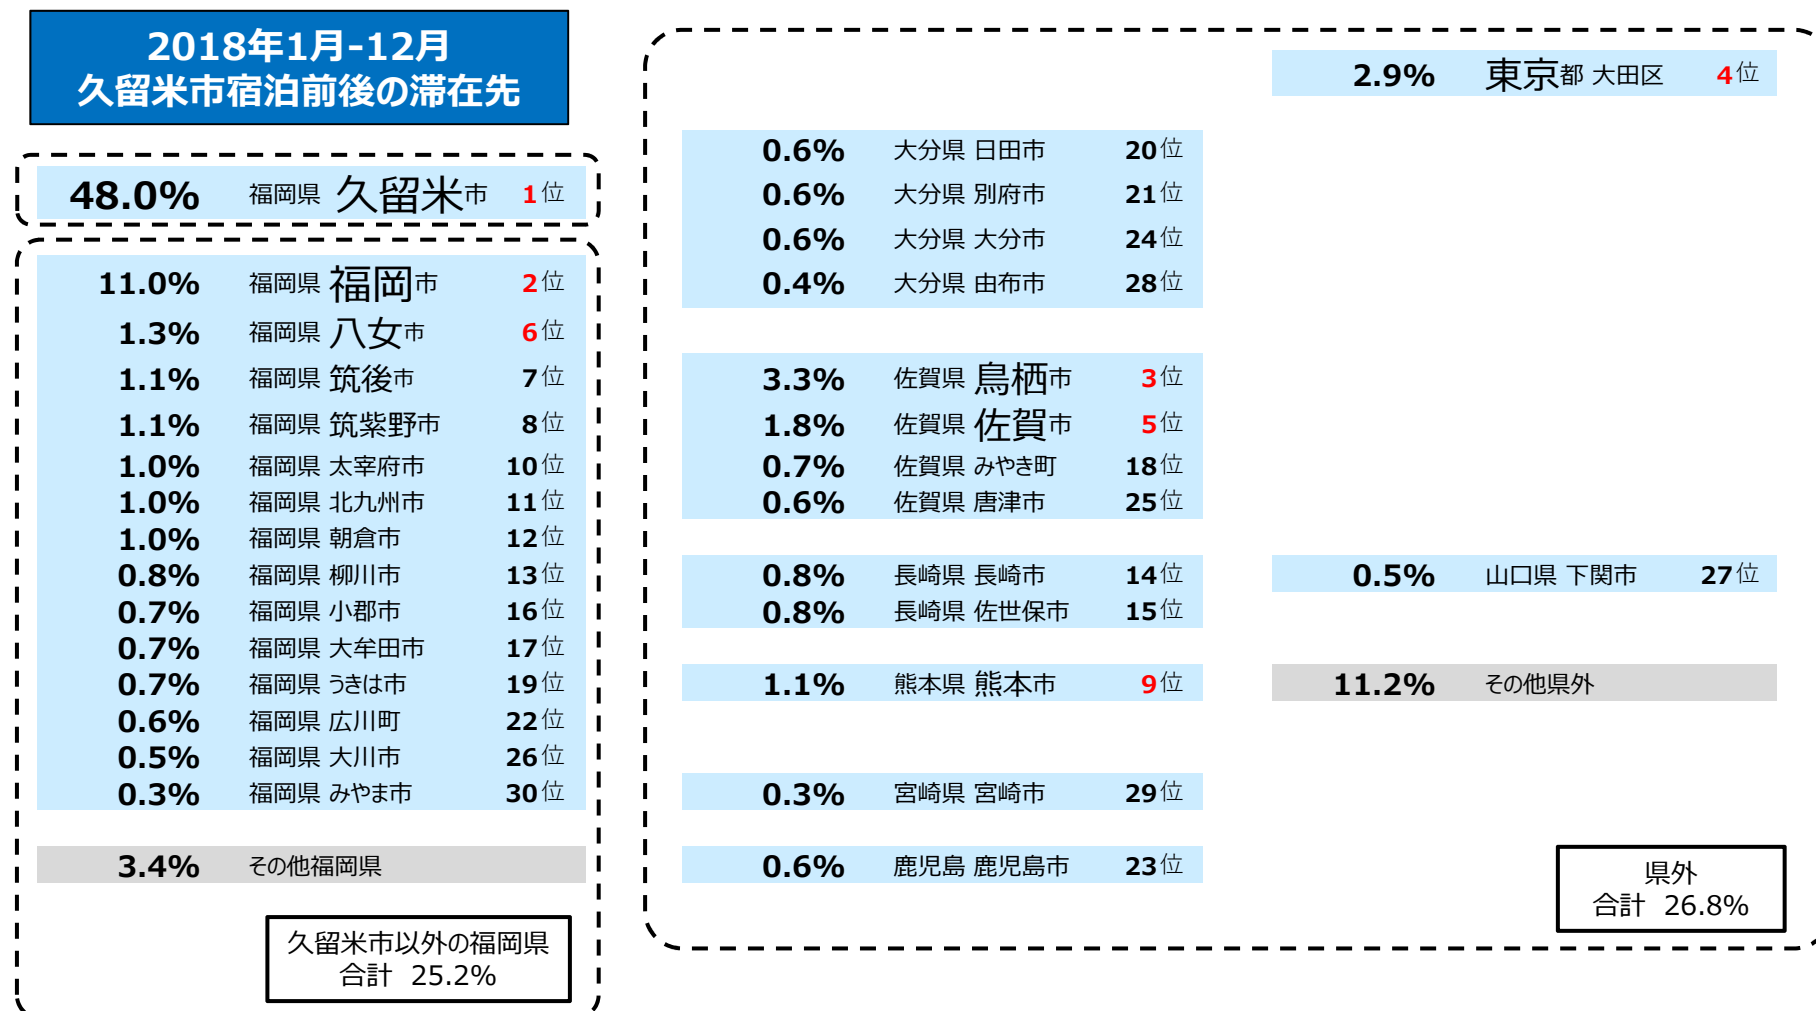 2018年1月-12月
久留米市宿泊前後の滞在先
48.0% 福岡県 久留米市 1位
11.0% 福岡県 福岡市 2位
1.3% 福岡県 八女市 6位
1.1% 福岡県 筑後市 7位
1.1% 福岡県 筑紫野市 8位
1.0% 福岡県 太宰府市 10位
1.0% 福岡県 北九州市 11位
1.0% 福岡県 朝倉市 12位
0.8% 福岡県 柳川市 13位
0.7% 福岡県 小郡市 16位
0.7% 福岡県 大牟田市 17位
0.7% 福岡県 うきは市 19位
0.6% 福岡県 広川町 22位
0.5% 福岡県 大川市 26位
0.3% 福岡県 みやま市 30位
3.4% その他福岡県
久留米市以外の福岡県
合計 25.2%
2.9% 東京都 大田区 4位
0.6% 大分県 日田市 20位
0.6% 大分県 別府市 21位
0.6% 大分県 大分市 24位
0.4% 大分県 由布市 28位
3.3% 佐賀県 鳥栖市 3位
1.8% 佐賀県 佐賀市 5位
0.7% 佐賀県 みやき町 18位
0.6% 佐賀県 唐津市 25位
0.8% 長崎県 長崎市 14位
0.8% 長崎県 佐世保市 15位
0.5% 山口県 下関市 27位
1.1% 熊本県 熊本市 9位
11.2% その他県外
0.3% 宮崎県 宮崎市 29位
0.6% 鹿児島 鹿児島市 23位
県外
合計 26.8%